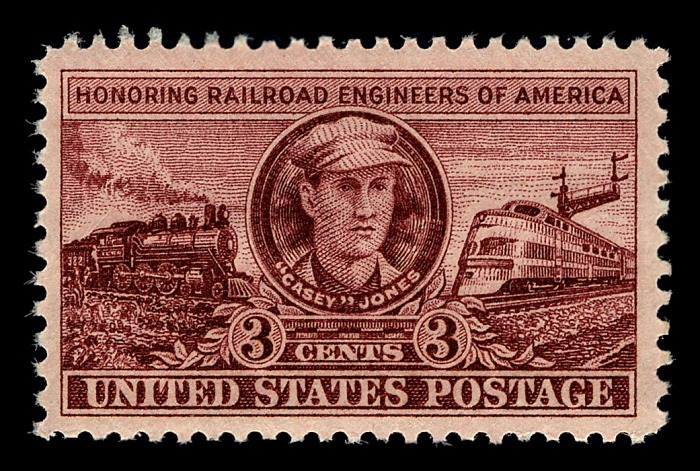 HONORING RAILROAD ENGINEERS OF AMERICA
"CASEY" JONES
3 CENTS 3
UNITED STATES POSTAGE